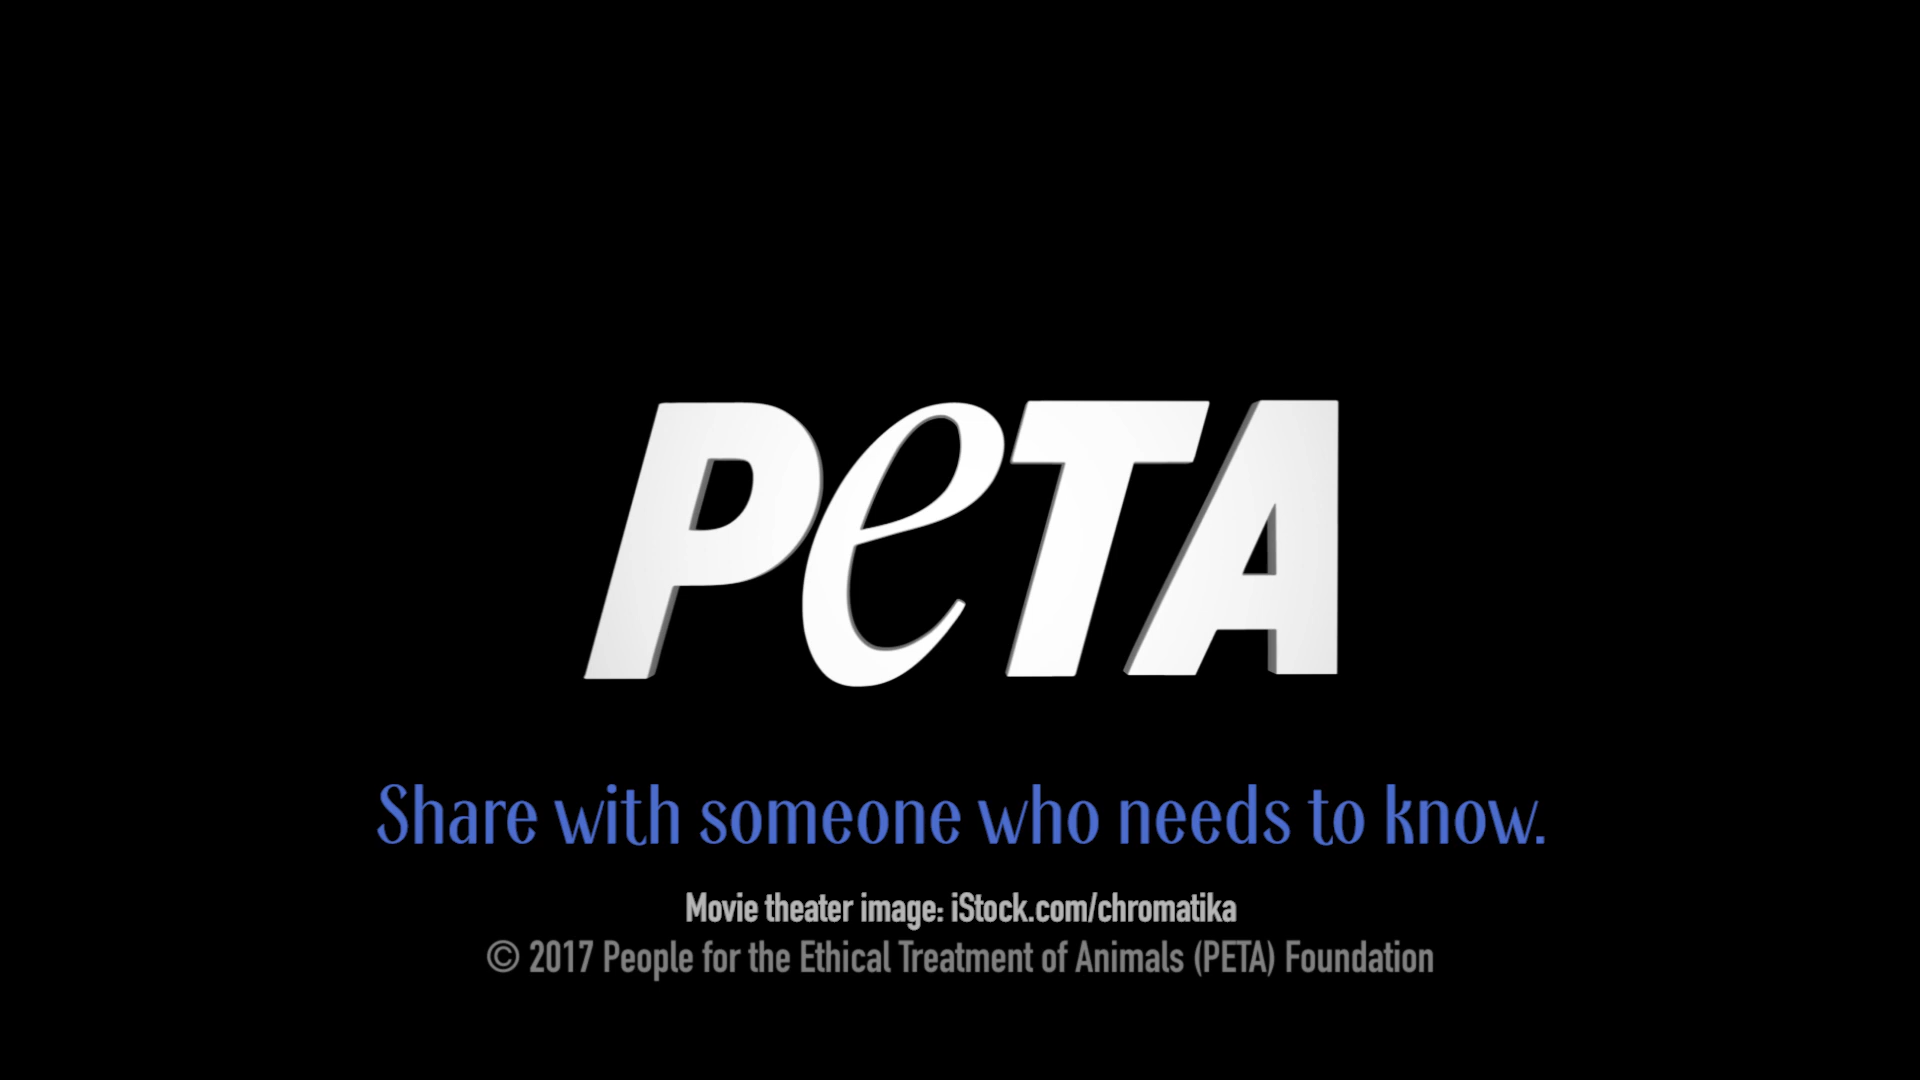 PeTA
Share with someone who needs to know.
Movie theater image: iStock.com/chromatika
© 2017 People for the Ethical Treatment of Animals (PETA) Foundation